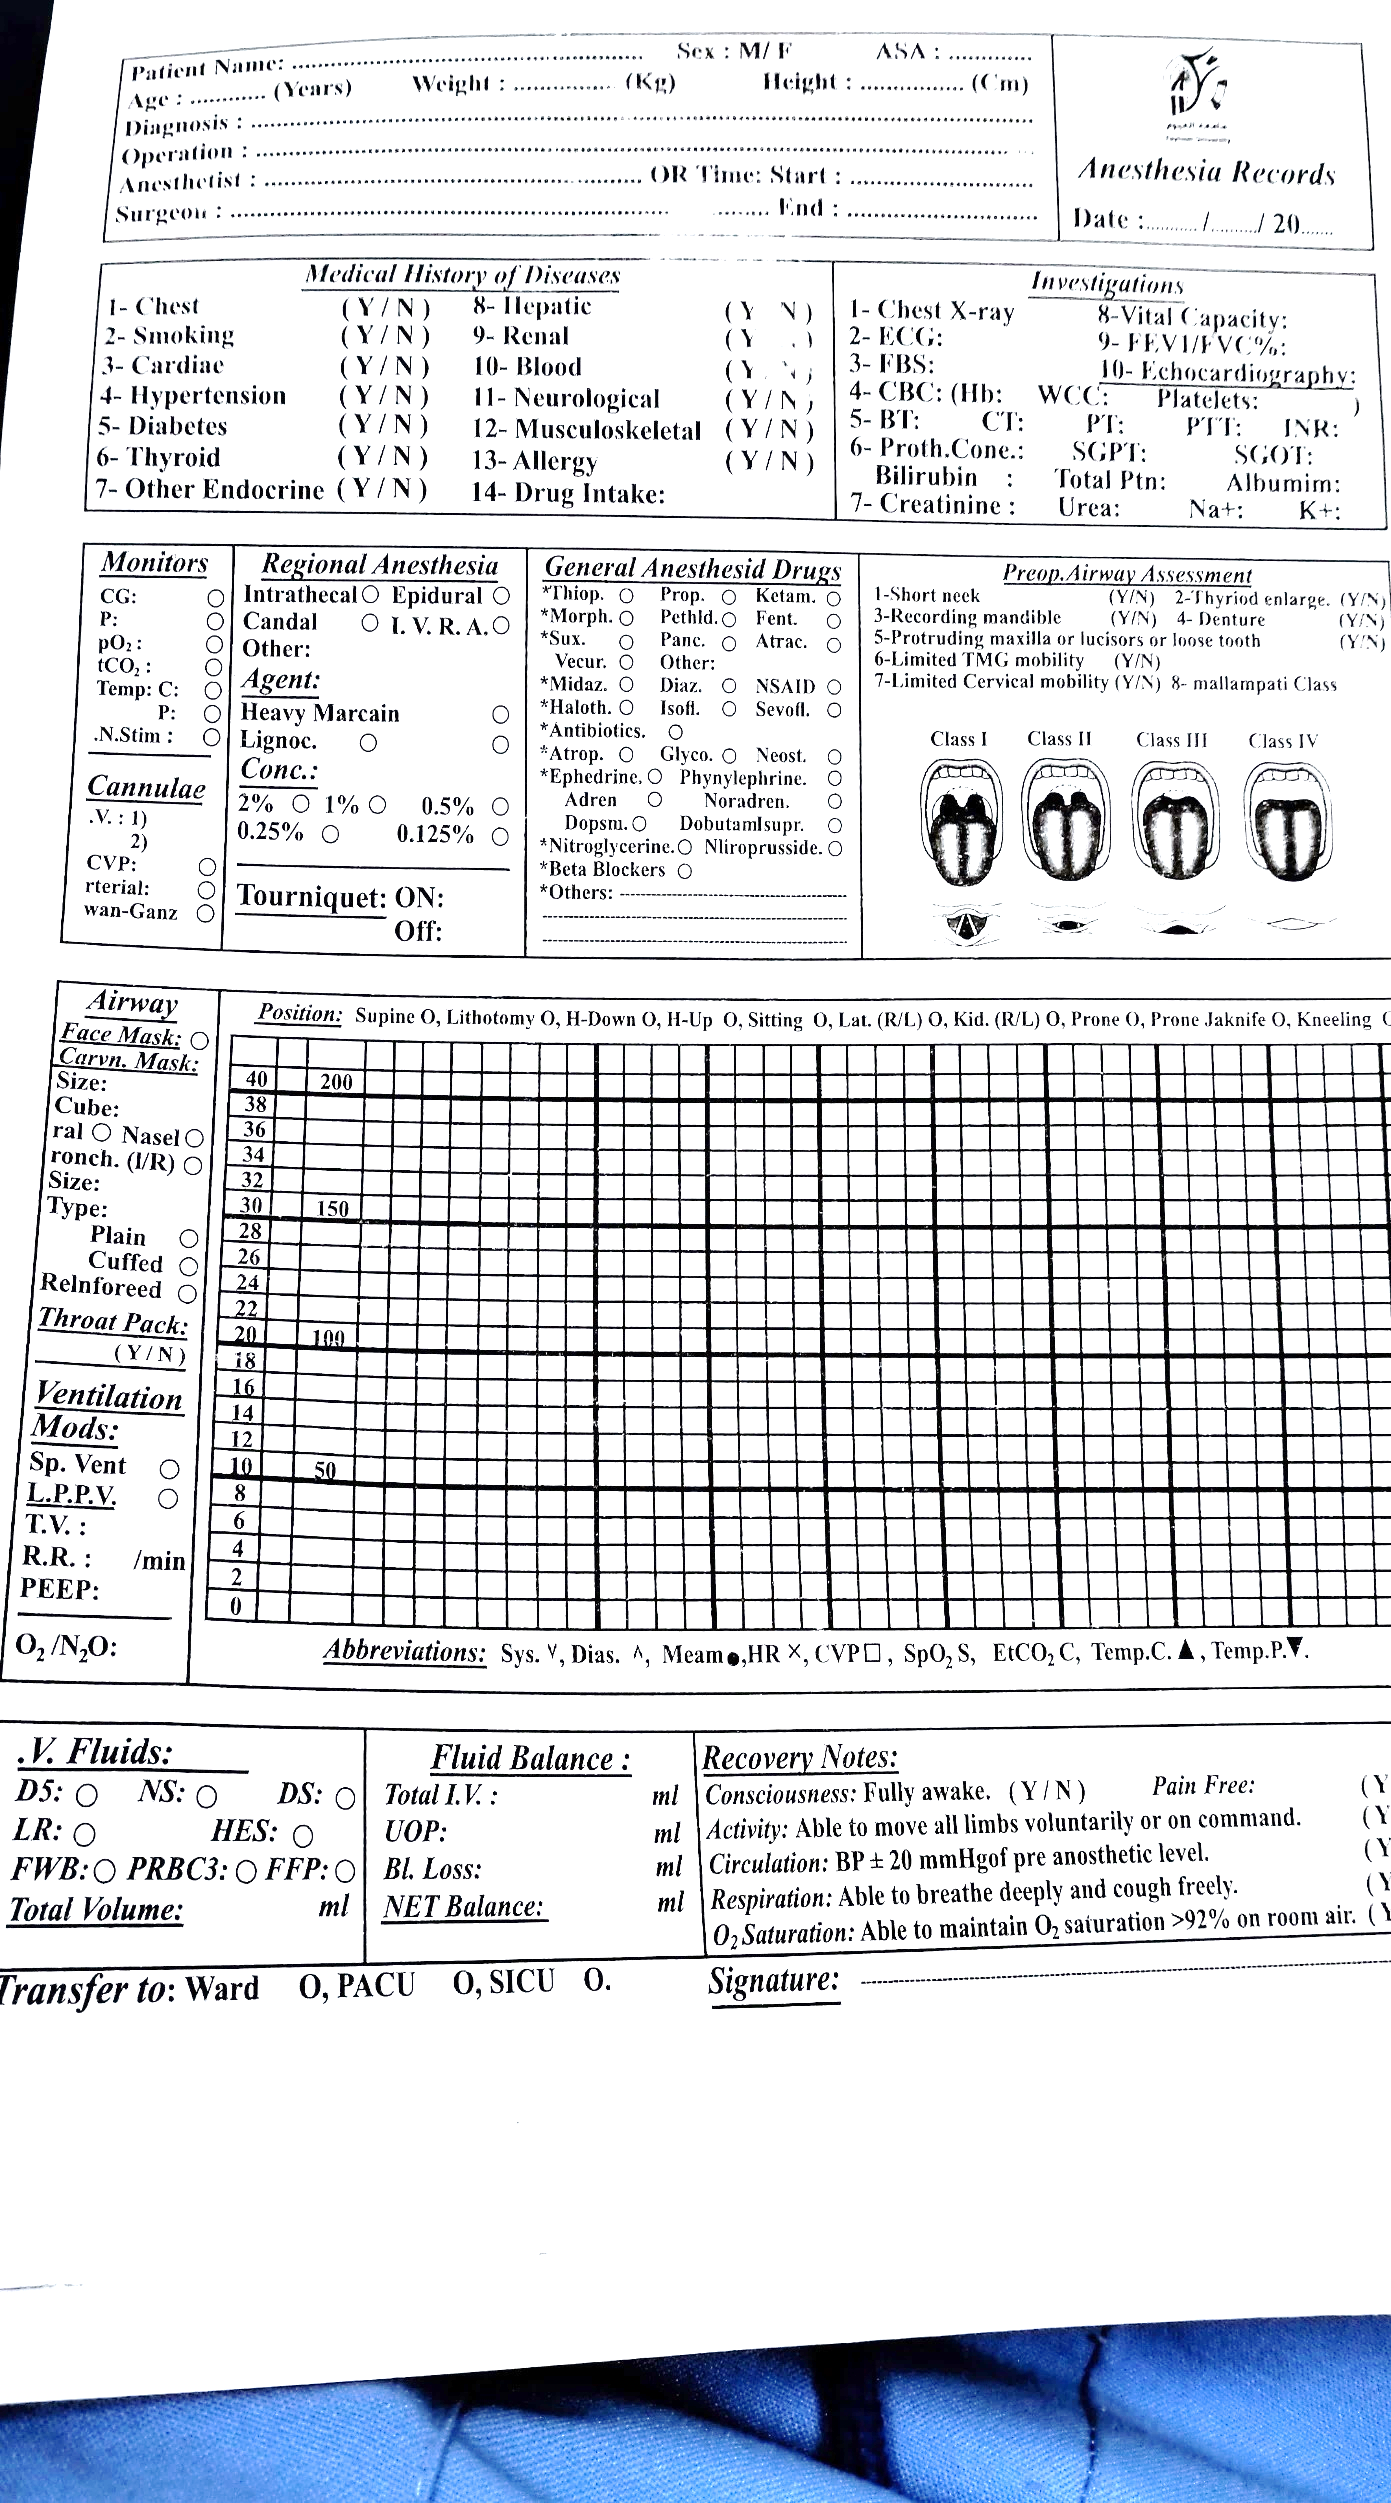 Patient Name: ........ Sex : M/ F ASA : ........
Age : ........ (Years) Weight : ........ (Kg) Height : ........ (Cm)
Diagnosis : ........
Operation : ........
Anesthetist : ........ OR Time: Start : ........
Surgeon : ........ End : ........
جامعة الفيوم
Fayoum University
Anesthesia Records
Date :......../......../ 20.......
Medical History of Diseases
1- Chest ( Y / N ) 8- Hepatic ( Y N )
2- Smoking ( Y / N ) 9- Renal ( Y )
3- Cardiac ( Y / N ) 10- Blood ( Y N )
4- Hypertension ( Y / N ) 11- Neurological ( Y / N )
5- Diabetes ( Y / N ) 12- Musculoskeletal ( Y / N )
6- Thyroid ( Y / N ) 13- Allergy ( Y / N )
7- Other Endocrine ( Y / N ) 14- Drug Intake:
Investigations
1- Chest X-ray 8-Vital Capacity:
2- ECG: 9- FEV1/FVC%:
3- FBS: 10- Echocardiography:
4- CBC: (Hb: WCC: Platelets: )
5- BT: CT: PT: PTT: INR:
6- Proth.Conc.: SGPT: SGOT:
Bilirubin : Total Ptn: Albumim:
7- Creatinine : Urea: Na+: K+:
Monitors
CG: O
P: O
pO₂ : O
tCO₂ : O
Temp: C: O
P: O
.N.Stim : O
Cannulae
.V. : 1)
2)
CVP: O
rterial: O
wan-Ganz O
Regional Anesthesia
Intrathecal O Epidural O
Candal O I. V. R. A. O
Other:
Agent:
Heavy Marcain O
Lignoc. O O
Conc.:
2% O 1% O 0.5% O
0.25% O 0.125% O
Tourniquet: ON:
Off:
General Anesthesid Drugs
*Thiop. O Prop. O Ketam. O
*Morph. O Pethld. O Fent. O
*Sux. O Panc. O Atrac. O
Vecur. O Other:
*Midaz. O Diaz. O NSAID O
*Haloth. O Isofl. O Sevofl. O
*Antibiotics. O
*Atrop. O Glyco. O Neost. O
*Ephedrine. O Phynylephrine. O
Adren O Noradren. O
Dopsm. O Dobutamlsupr. O
*Nitroglycerine. O Nliroprusside. O
*Beta Blockers O
*Others: --------
Preop.Airway Assessment
1-Short neek (Y/N) 2-Thyriod enlarge. (Y/N)
3-Recording mandible (Y/N) 4- Denture (Y/N)
5-Protruding maxilla or lucisors or loose tooth (Y/N)
6-Limited TMG mobility (Y/N)
7-Limited Cervical mobility (Y/N) 8- mallampati Class
Class I Class II Class III Class IV
Airway
Face Mask: O
Carvn. Mask:
Size:
Cube:
ral O Nasel O
ronch. (I/R) O
Size:
Type:
Plain O
Cuffed O
Relnforeed O
Throat Pack:
( Y / N )
Ventilation
Mods:
Sp. Vent O
L.P.P.V. O
T.V. :
R.R. : /min
PEEP:
O₂ /N₂O:
Position: Supine O, Lithotomy O, H-Down O, H-Up O, Sitting O, Lat. (R/L) O, Kid. (R/L) O, Prone O, Prone Jaknife O, Kneeling O
40 200
38
36
34
32
30 150
28
26
24
22
20 100
18
16
14
12
10 50
8
6
4
2
0
Abbreviations: Sys. ˅, Dias. ˄, Meam ●,HR ×, CVP □ , SpO₂ S, EtCO₂ C, Temp.C. ▲ , Temp.P.▼.
.V. Fluids:
D5: O NS: O DS: O
LR: O HES: O
FWB: O PRBC3: O FFP: O
Total Volume: ml
Fluid Balance :
Total I.V. : ml
UOP: ml
Bl. Loss: ml
NET Balance: ml
Recovery Notes:
Consciousness: Fully awake. ( Y / N ) Pain Free: ( Y
Activity: Able to move all limbs voluntarily or on command. ( Y
Circulation: BP ± 20 mmHgof pre anosthetic level. ( Y
Respiration: Able to breathe deeply and cough freely. ( Y
O₂ Saturation: Able to maintain O₂ saturation >92% on room air. ( Y
Transfer to: Ward O, PACU O, SICU O.
Signature: --------